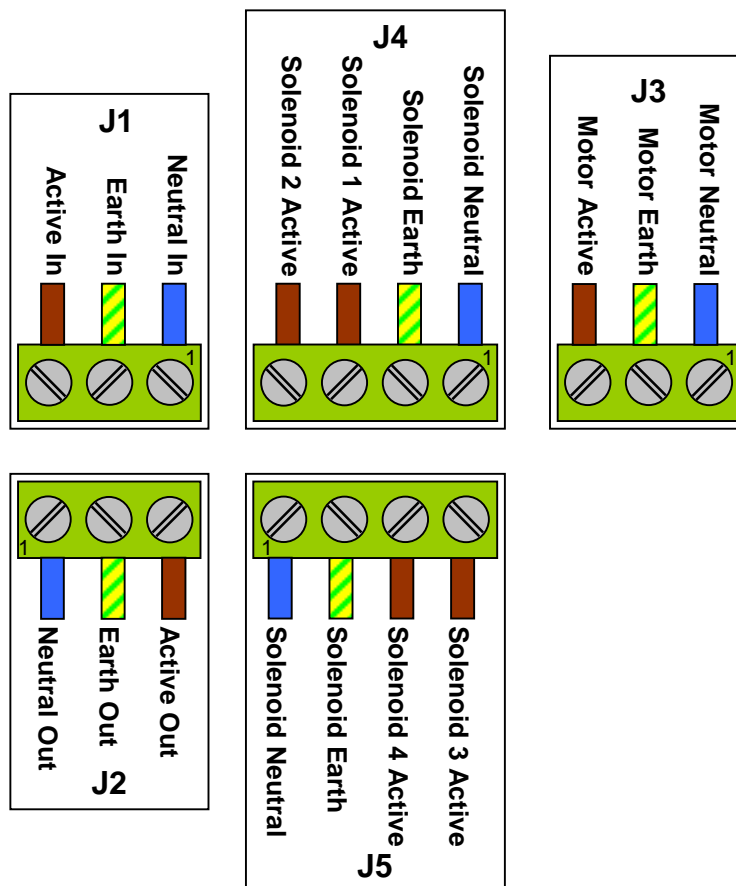 J1
Active In
Earth In
Neutral In
1
J4
Solenoid 2 Active
Solenoid 1 Active
Solenoid Earth
Solenoid Neutral
1
J3
Motor Active
Motor Earth
Motor Neutral
1
1
Neutral Out
Earth Out
Active Out
J2
1
Solenoid Neutral
Solenoid Earth
Solenoid 4 Active
Solenoid 3 Active
J5